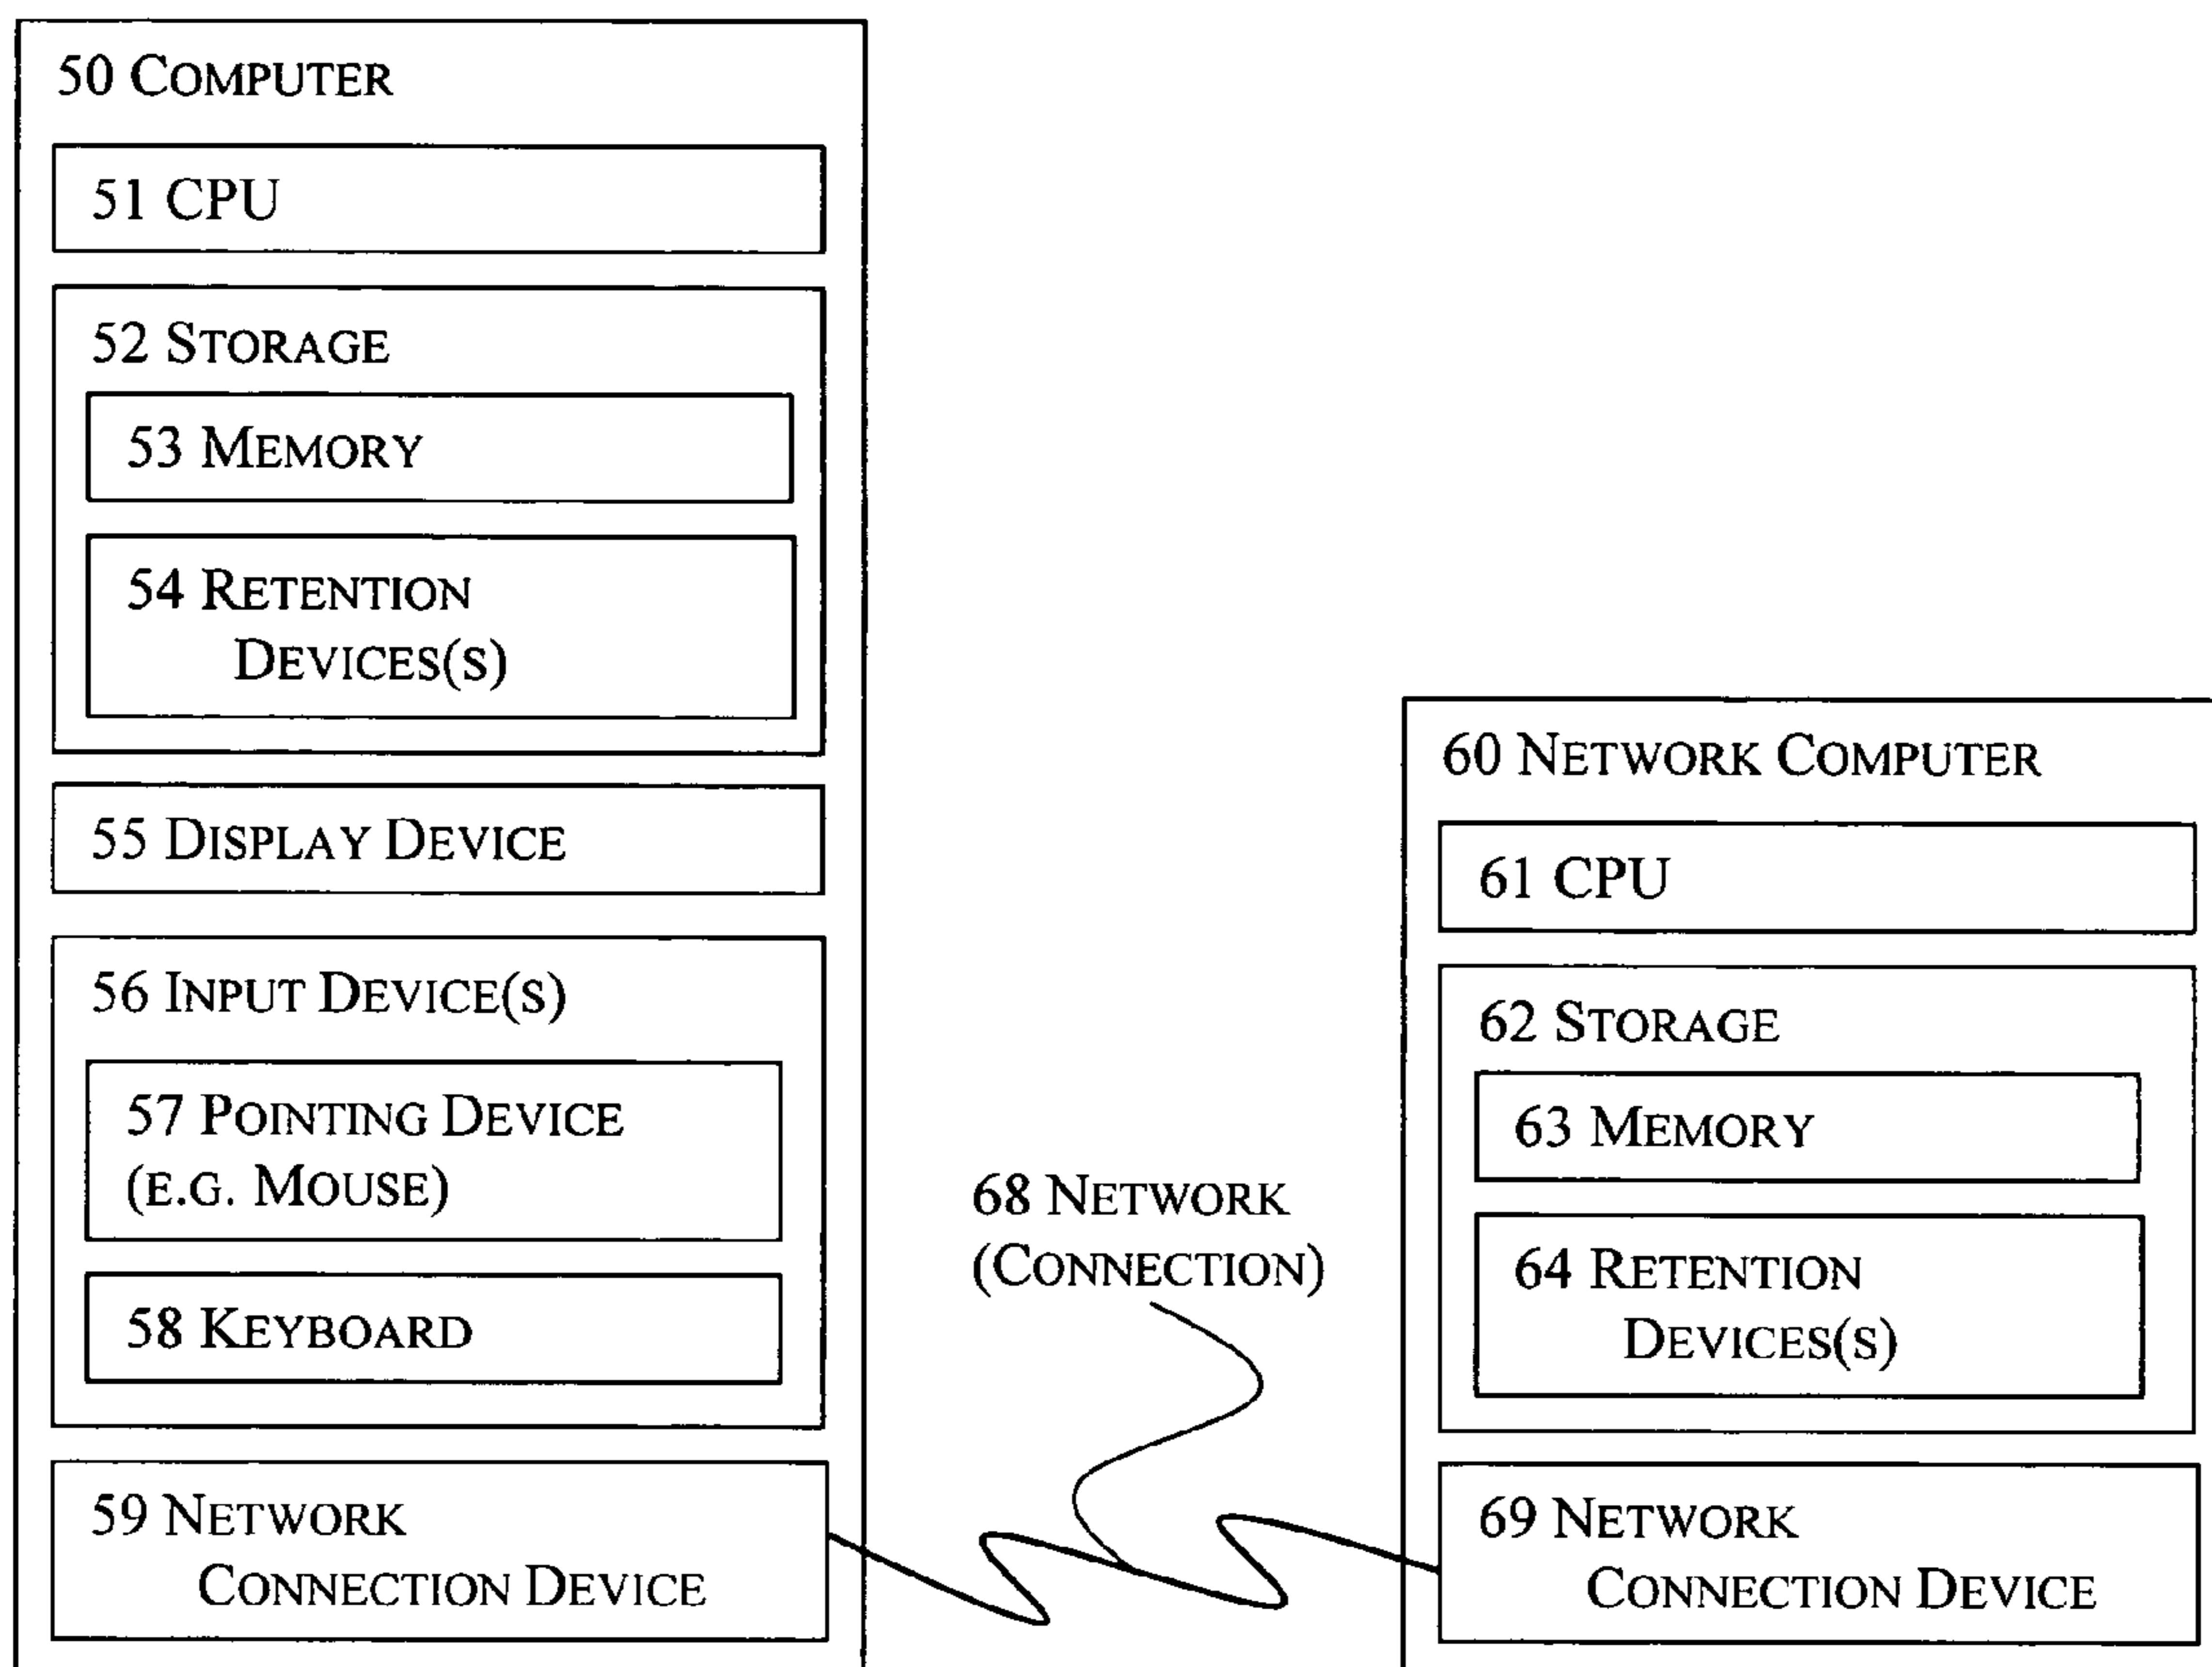 50 COMPUTER
51 CPU
52 STORAGE
53 MEMORY
54 RETENTION
DEVICES(S)
55 DISPLAY DEVICE
56 INPUT DEVICE(S)
57 POINTING DEVICE
(E.G. MOUSE)
58 KEYBOARD
59 NETWORK
CONNECTION DEVICE
68 NETWORK
(CONNECTION)
60 NETWORK COMPUTER
61 CPU
62 STORAGE
63 MEMORY
64 RETENTION
DEVICES(S)
69 NETWORK
CONNECTION DEVICE